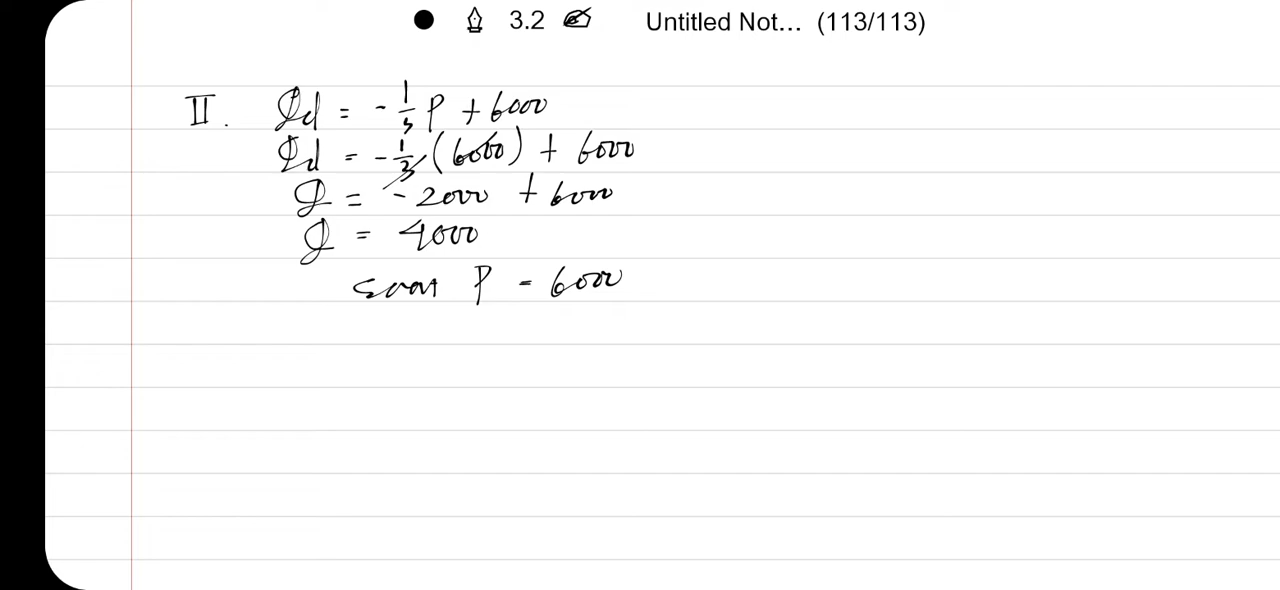 3.2 Untitled Not... (113/113)
II. Qd = -1/3 P + 6000
Qd = -1/3 (6000) + 6000
Q = -2000 + 6000
Q = 4000
saat P = 6000